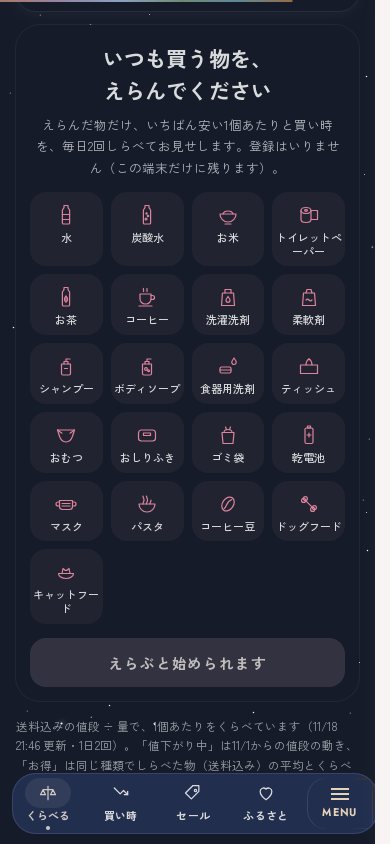 いつも買う物を、
えらんでください
えらんだ物だけ、いちばん安い1個あたりと買い時
を、毎日2回しらべてお見せします。登録はいりませ
ん（この端末だけに残ります）。
水
炭酸水
お米
トイレットペ
ーパー
お茶
コーヒー
洗濯洗剤
柔軟剤
シャンプー
ボディソープ
食器用洗剤
ティッシュ
おむつ
おしりふき
ゴミ袋
乾電池
マスク
パスタ
コーヒー豆
ドッグフード
キャットフー
ド
えらぶと始められます
送料込みの値段 ÷ 量で、1個あたりをくらべています（11/18
21:46 更新・1日2回）。「値下がり中」は11/1からの値段の動き、
「お得」は同じ種類でしらべた物（送料込み）の平均とくらべ
くらべる
買い時
セール
ふるさと
MENU